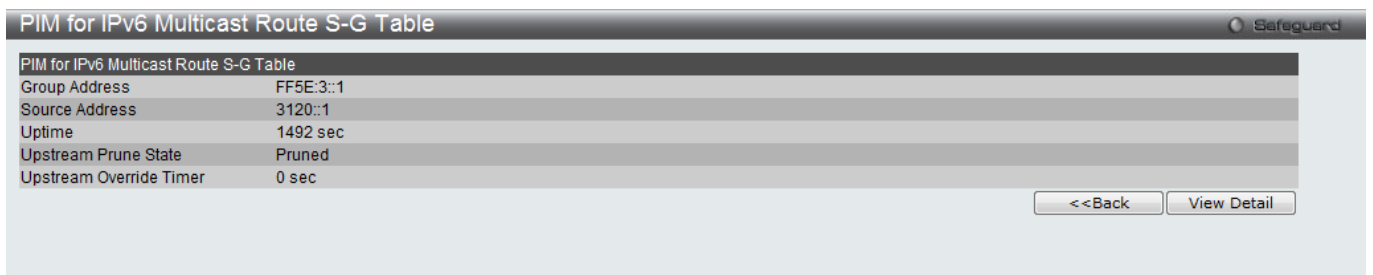 PIM for IPv6 Multicast Route S-G Table
Safeguard
PIM for IPv6 Multicast Route S-G Table
Group Address FF5E:3::1
Source Address 3120::1
Uptime 1492 sec
Upstream Prune State Pruned
Upstream Override Timer 0 sec
<<Back View Detail